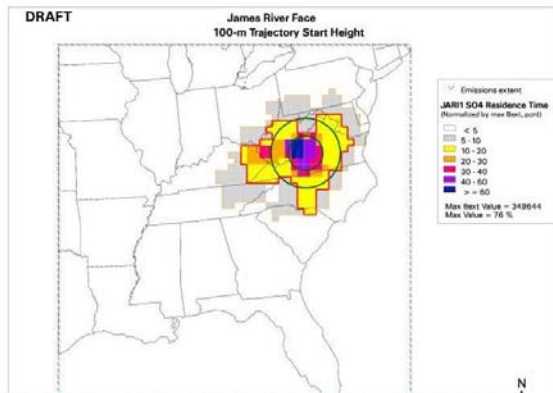 DRAFT
James River Face
100-m Trajectory Start Height
Emissions extent
JARI1 SO4 Residence Time
(Normalized by max Bext, pcnt)
< 5
5 - 10
10 - 20
20 - 30
30 - 40
40 - 60
> = 60
Max Bext Value = 349644
Max Value = 76 %
N